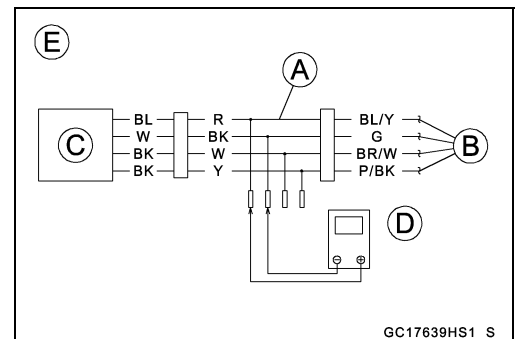 E
A
BL R BL/Y
W BK G
C BK W BR/W B
BK Y P/BK
D
⊖ ⊕
GC17639HS1 S